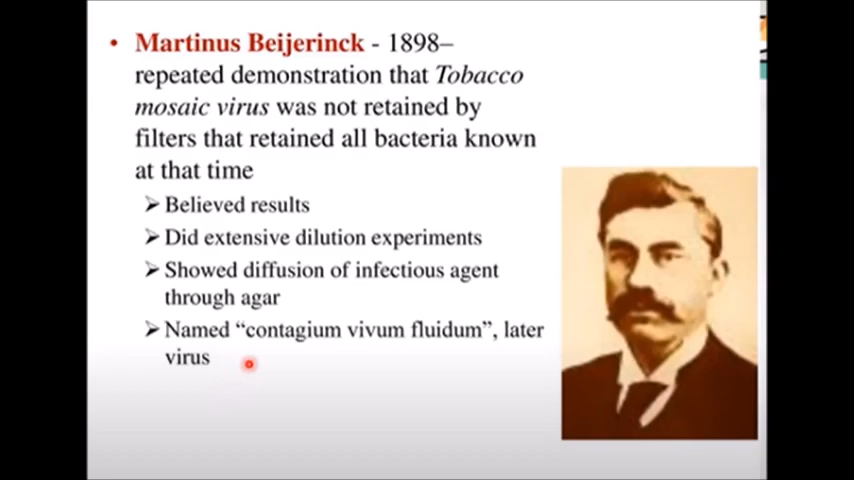 • Martinus Beijerinck - 1898–
repeated demonstration that Tobacco
mosaic virus was not retained by
filters that retained all bacteria known
at that time
➢ Believed results
➢ Did extensive dilution experiments
➢ Showed diffusion of infectious agent
through agar
➢ Named “contagium vivum fluidum”, later
virus